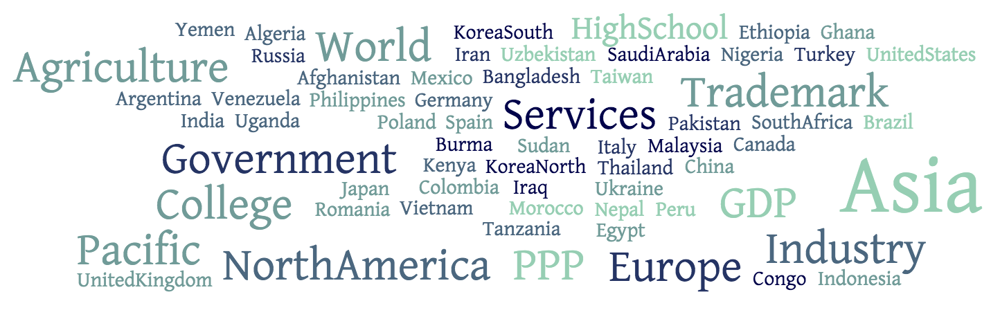 Yemen Algeria World KoreaSouth HighSchool Ethiopia Ghana
Agriculture Russia Iran Uzbekistan SaudiArabia Nigeria Turkey UnitedStates
Afghanistan Mexico Bangladesh Taiwan Trademark
Argentina Venezuela Philippines Germany Services
India Uganda Poland Spain Pakistan SouthAfrica Brazil
Government Burma Sudan Italy Malaysia Canada
Kenya KoreaNorth Thailand China Asia
College Japan Colombia Iraq Ukraine GDP
Romania Vietnam Morocco Nepal Peru
Tanzania Egypt
Pacific NorthAmerica PPP Europe Industry
UnitedKingdom Congo Indonesia